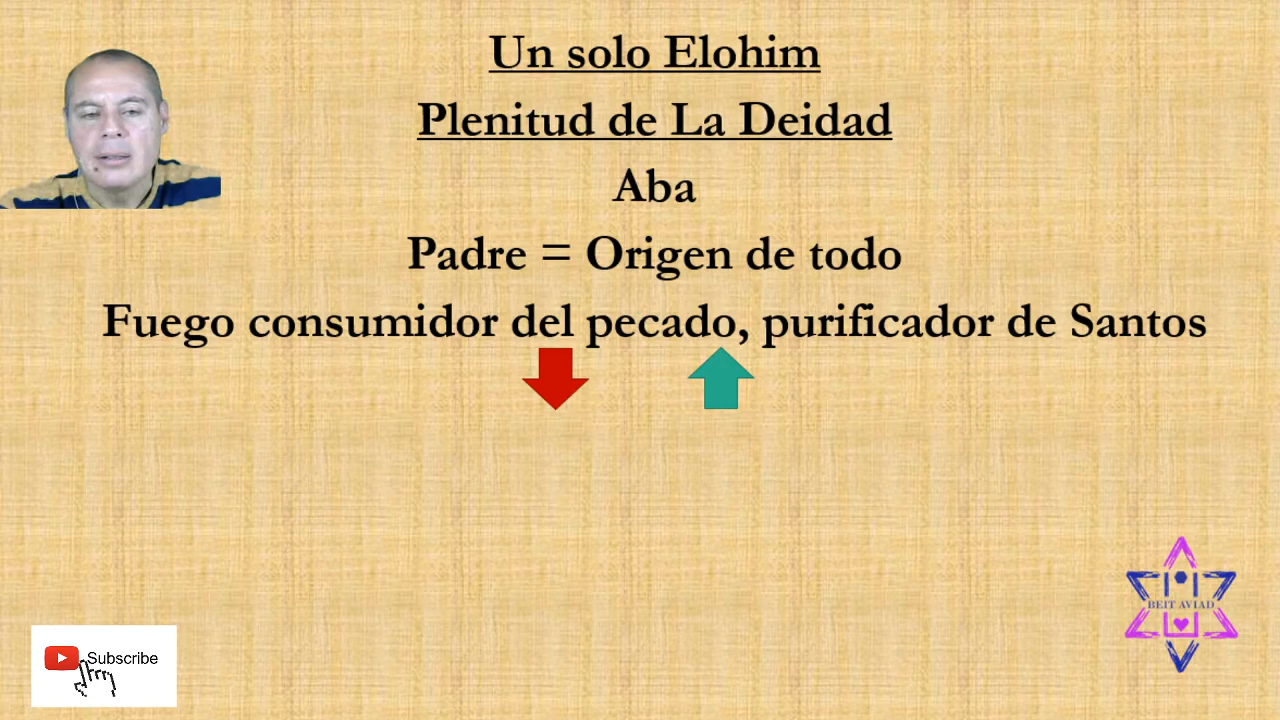 Un solo Elohim
Plenitud de La Deidad
Aba
Padre = Origen de todo
Fuego consumidor del pecado, purificador de Santos
BEIT AVIAD
Subscribe